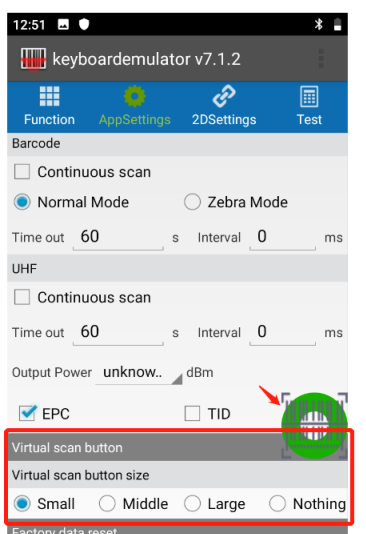 12:51
keyboardemulator v7.1.2
Function AppSettings 2DSettings Test
Barcode
Continuous scan
Normal Mode Zebra Mode
Time out 60 s Interval 0 ms
UHF
Continuous scan
Time out 60 s Interval 0 ms
Output Power unknow.. dBm
EPC TID
Virtual scan button
Virtual scan button size
Small Middle Large Nothing
Factory data reset